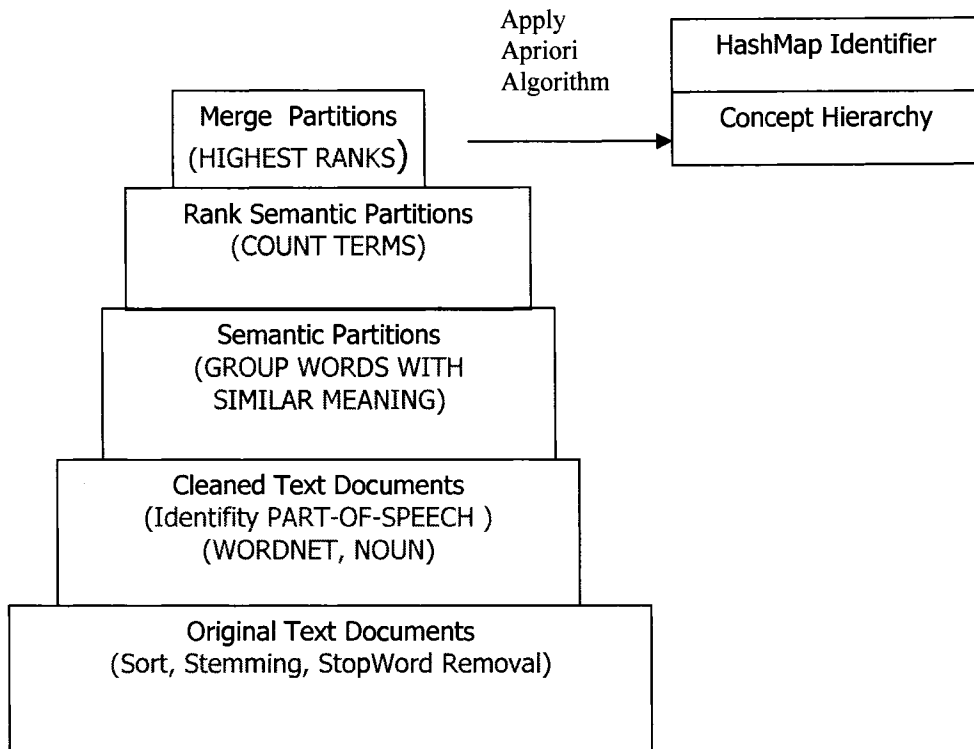 Apply
Apriori
Algorithm
HashMap Identifier
Concept Hierarchy
Merge Partitions
(HIGHEST RANKS)
Rank Semantic Partitions
(COUNT TERMS)
Semantic Partitions
(GROUP WORDS WITH
SIMILAR MEANING)
Cleaned Text Documents
(Identifity PART-OF-SPEECH )
(WORDNET, NOUN)
Original Text Documents
(Sort, Stemming, StopWord Removal)